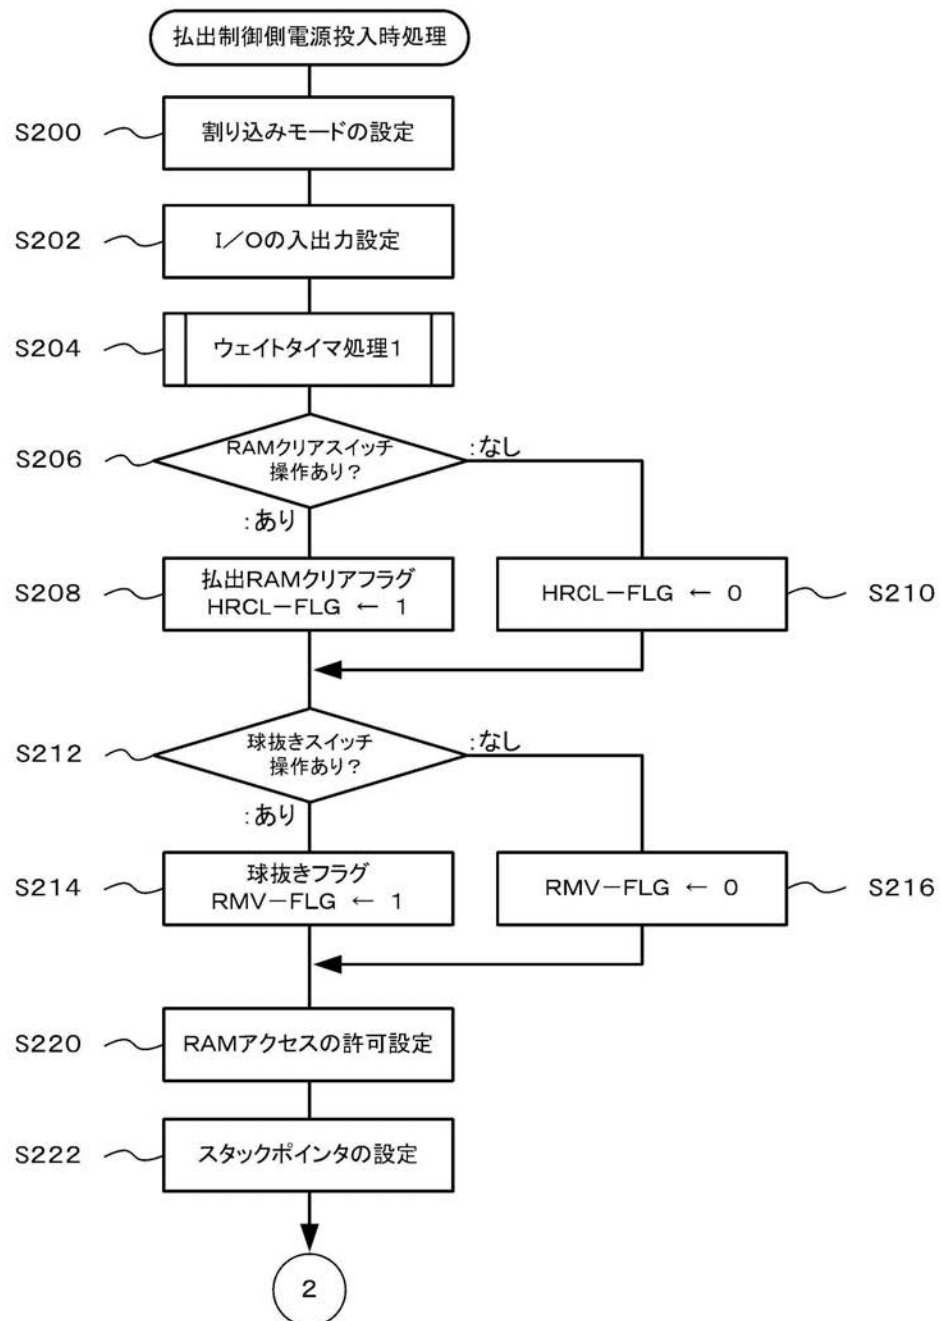 払出制御側電源投入時処理
S200
割り込みモードの設定
S202
I／Oの入出力設定
S204
ウェイトタイマ処理1
S206
RAMクリアスイッチ
操作あり？
：なし
：あり
S208
払出RAMクリアフラグ
HRCL－FLG ← 1
HRCL－FLG ← 0
S210
S212
球抜きスイッチ
操作あり？
：なし
：あり
S214
球抜きフラグ
RMV－FLG ← 1
RMV－FLG ← 0
S216
S220
RAMアクセスの許可設定
S222
スタックポインタの設定
2